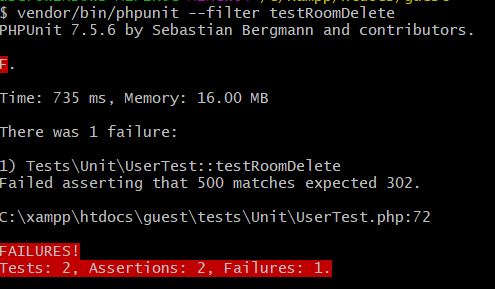 $ vendor/bin/phpunit --filter testRoomDelete
PHPUnit 7.5.6 by Sebastian Bergmann and contributors.
F.
Time: 735 ms, Memory: 16.00 MB
There was 1 failure:
1) Tests\Unit\UserTest::testRoomDelete
Failed asserting that 500 matches expected 302.
C:\xampp\htdocs\guest\tests\Unit\UserTest.php:72
FAILURES!
Tests: 2, Assertions: 2, Failures: 1.